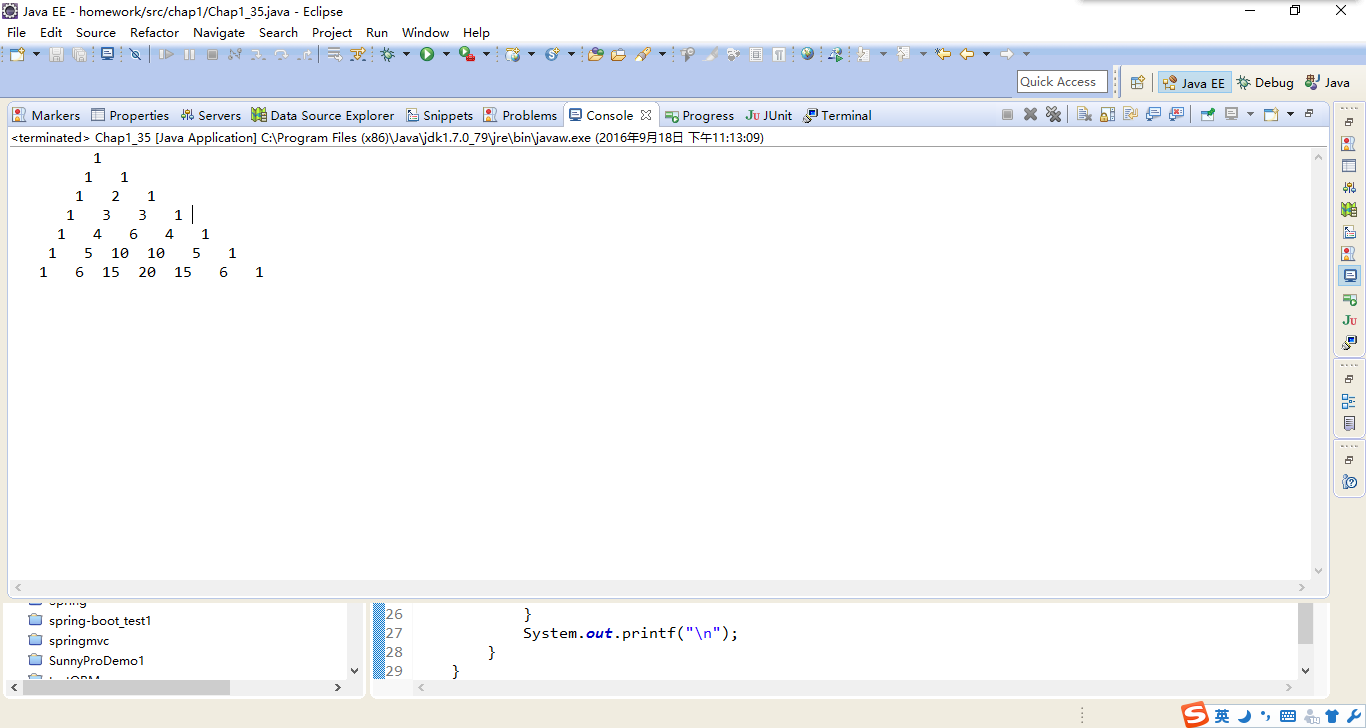 Java EE - homework/src/chap1/Chap1_35.java - Eclipse
File Edit Source Refactor Navigate Search Project Run Window Help
Quick Access Java EE Debug Java
Markers Properties Servers Data Source Explorer Snippets Problems Console Progress JUnit Terminal
<terminated> Chap1_35 [Java Application] C:\Program Files (x86)\Java\jdk1.7.0_79\jre\bin\javaw.exe (2016年9月18日 下午11:13:09)
1
1 1
1 2 1
1 3 3 1
1 4 6 4 1
1 5 10 10 5 1
1 6 15 20 15 6 1
spring
spring-boot_test1
springmvc
SunnyProDemo1
26 }
27 System.out.printf("\n");
28 }
29 }
英